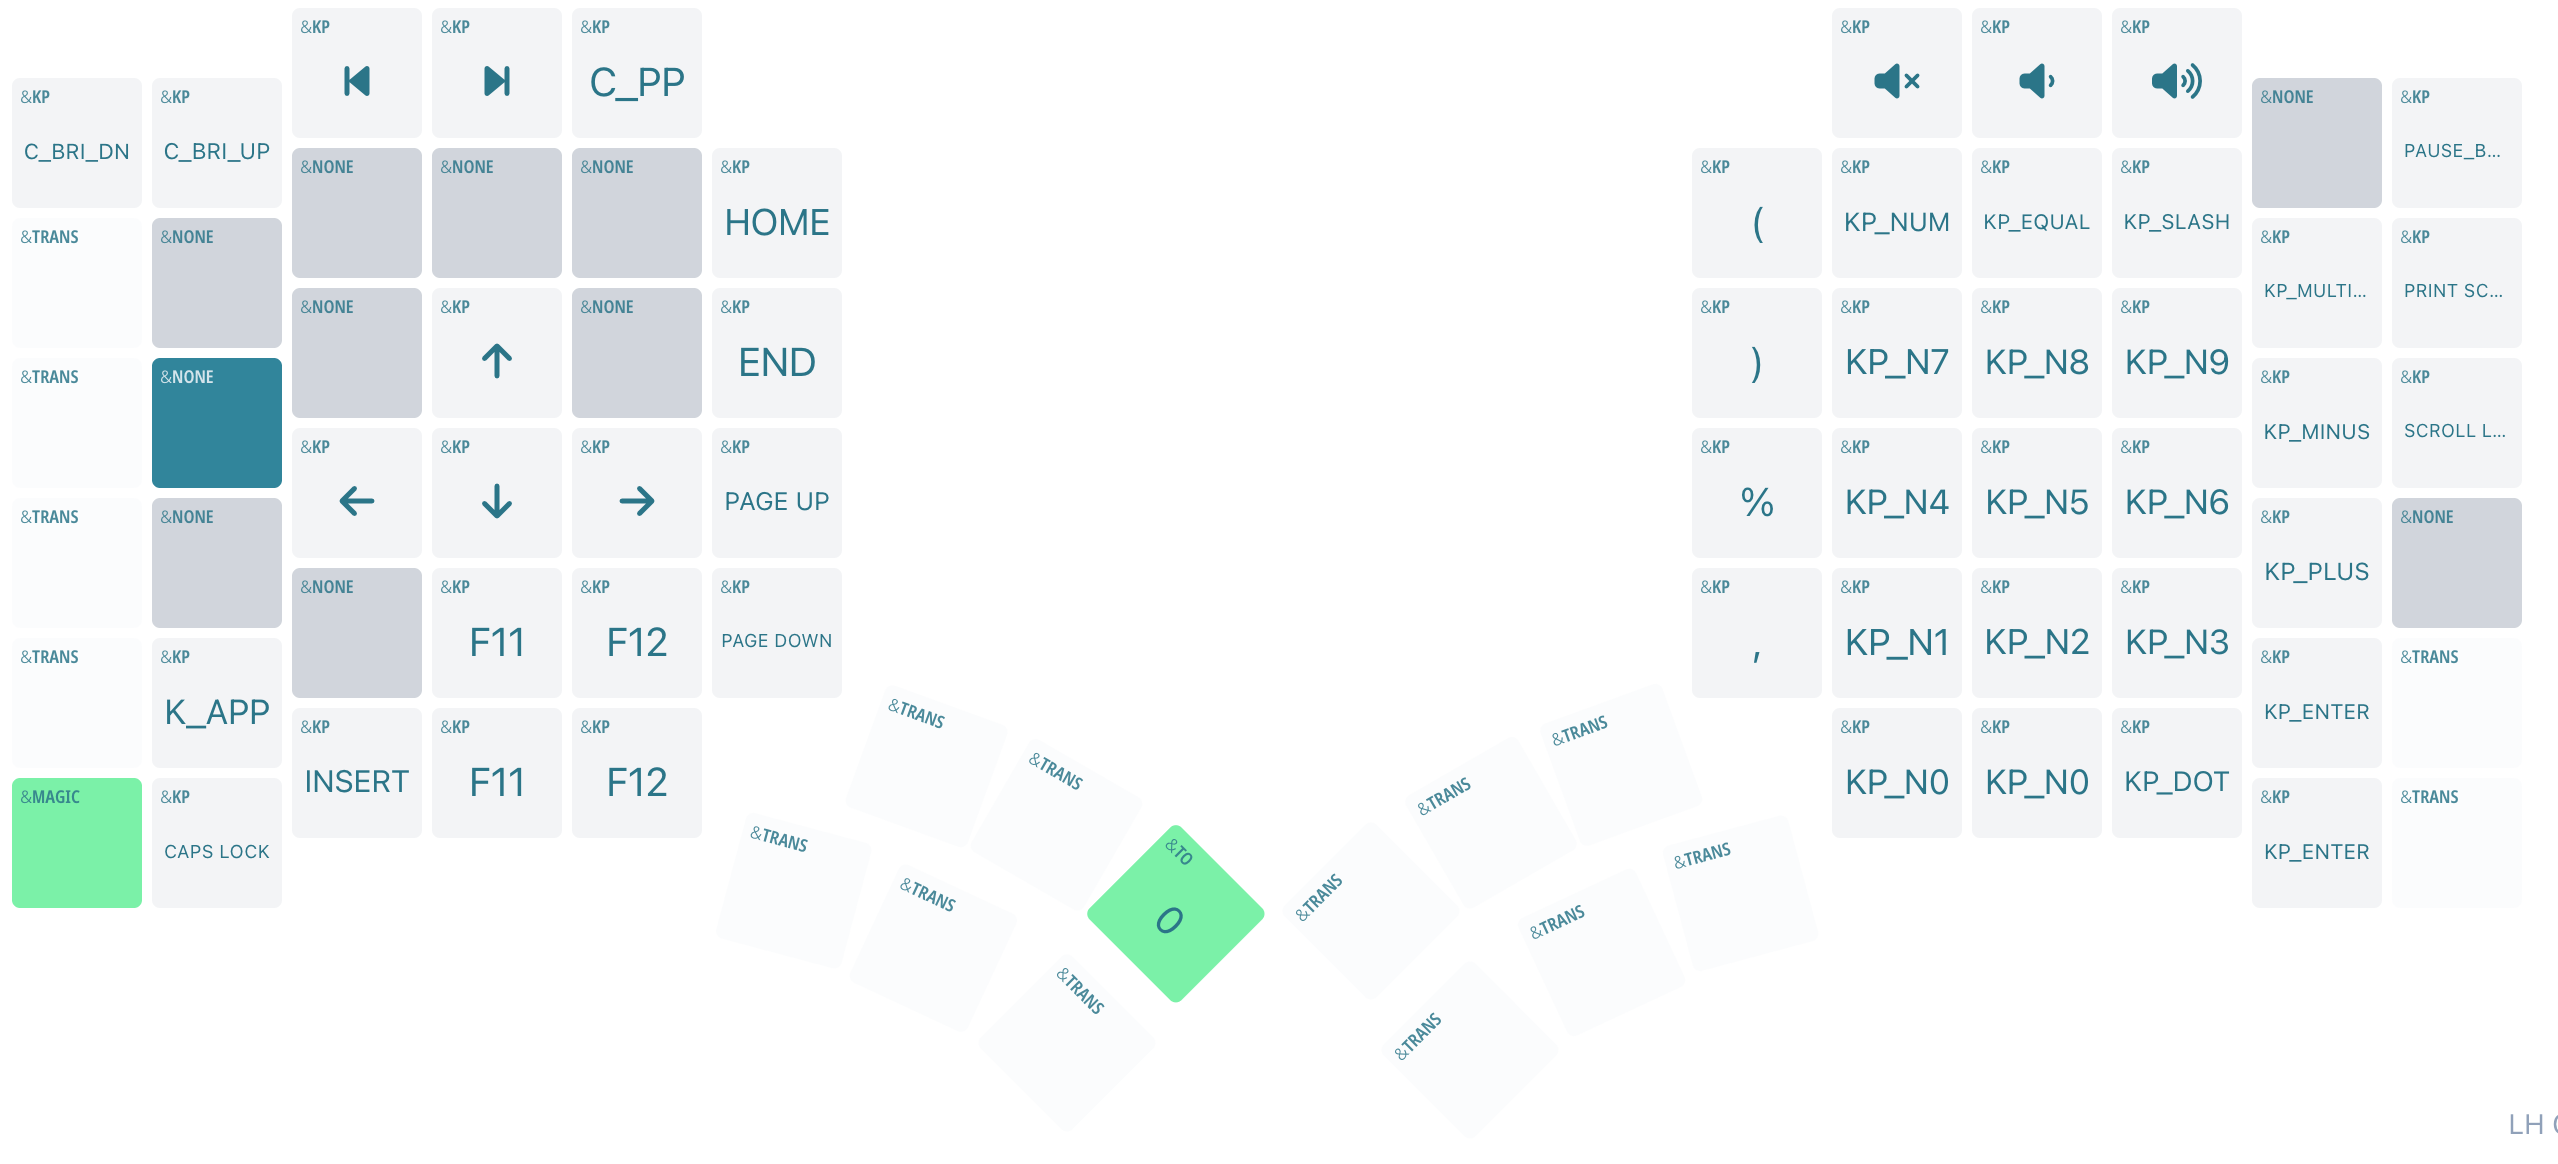 &KP
&KP
&KP
C_PP
&KP
&KP
&KP
&KP
C_BRI_DN
&KP
C_BRI_UP
&NONE
&KP
PAUSE_B...
&NONE
&NONE
&NONE
&KP
HOME
&KP
(
&KP
KP_NUM
&KP
KP_EQUAL
&KP
KP_SLASH
&TRANS
&NONE
&KP
KP_MULTI...
&KP
PRINT SC...
&NONE
&KP
↑
&NONE
&KP
END
&KP
)
&KP
KP_N7
&KP
KP_N8
&KP
KP_N9
&TRANS
&NONE
&KP
KP_MINUS
&KP
SCROLL L...
&KP
←
&KP
↓
&KP
→
&KP
PAGE UP
&KP
%
&KP
KP_N4
&KP
KP_N5
&KP
KP_N6
&TRANS
&NONE
&KP
KP_PLUS
&NONE
&NONE
&KP
F11
&KP
F12
&KP
PAGE DOWN
&KP
,
&KP
KP_N1
&KP
KP_N2
&KP
KP_N3
&TRANS
&KP
K_APP
&KP
KP_ENTER
&TRANS
&KP
INSERT
&KP
F11
&KP
F12
&KP
KP_N0
&KP
KP_N0
&KP
KP_DOT
&MAGIC
&KP
CAPS LOCK
&KP
KP_ENTER
&TRANS
&TRANS
&TRANS
&TO
0
&TRANS
&TRANS
&TRANS
&TRANS
&TRANS
&TRANS
&TRANS
&TRANS
&TRANS
LH